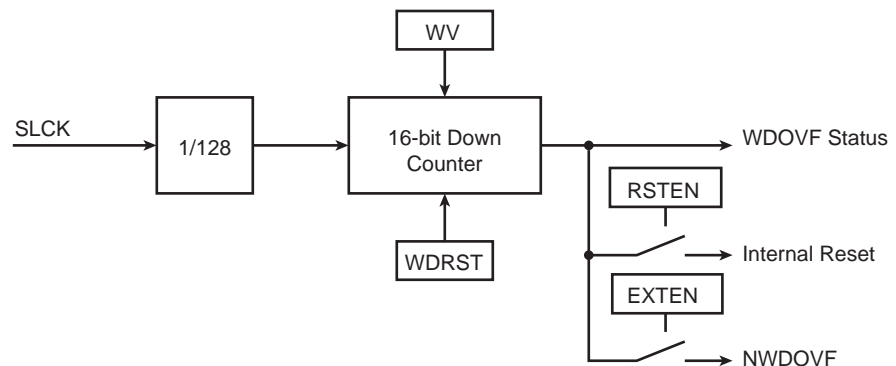 WV
SLCK
1/128
16-bit Down
Counter
WDOVF Status
RSTEN
WDRST
Internal Reset
EXTEN
NWDOVF